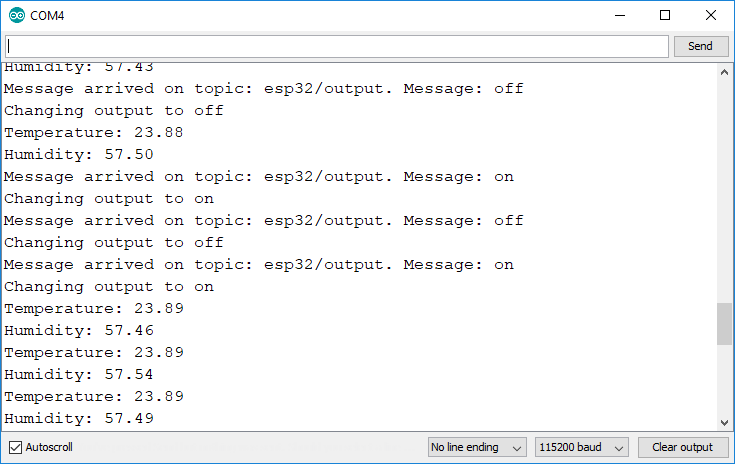 COM4
Send
Humidity: 57.43
Message arrived on topic: esp32/output. Message: off
Changing output to off
Temperature: 23.88
Humidity: 57.50
Message arrived on topic: esp32/output. Message: on
Changing output to on
Message arrived on topic: esp32/output. Message: off
Changing output to off
Message arrived on topic: esp32/output. Message: on
Changing output to on
Temperature: 23.89
Humidity: 57.46
Temperature: 23.89
Humidity: 57.54
Temperature: 23.89
Humidity: 57.49
Autoscroll No line ending 115200 baud Clear output